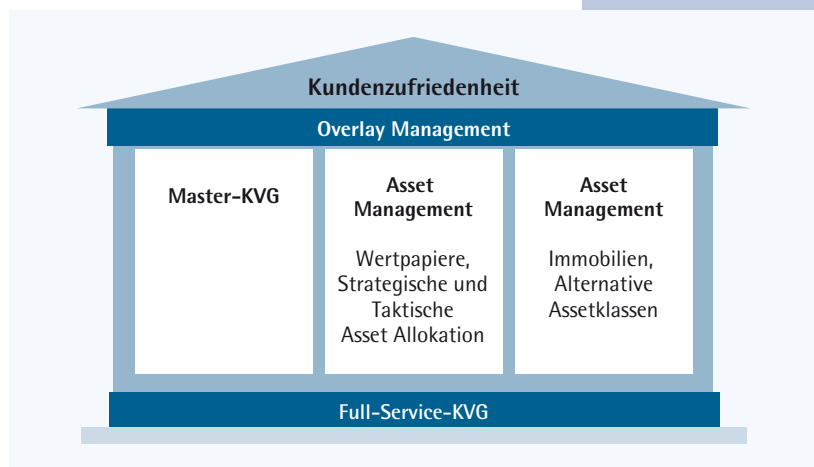 Kundenzufriedenheit
Overlay Management
Master-KVG
Asset
Management
Wertpapiere,
Strategische und
Taktische
Asset Allokation
Asset
Management
Immobilien,
Alternative
Assetklassen
Full-Service-KVG